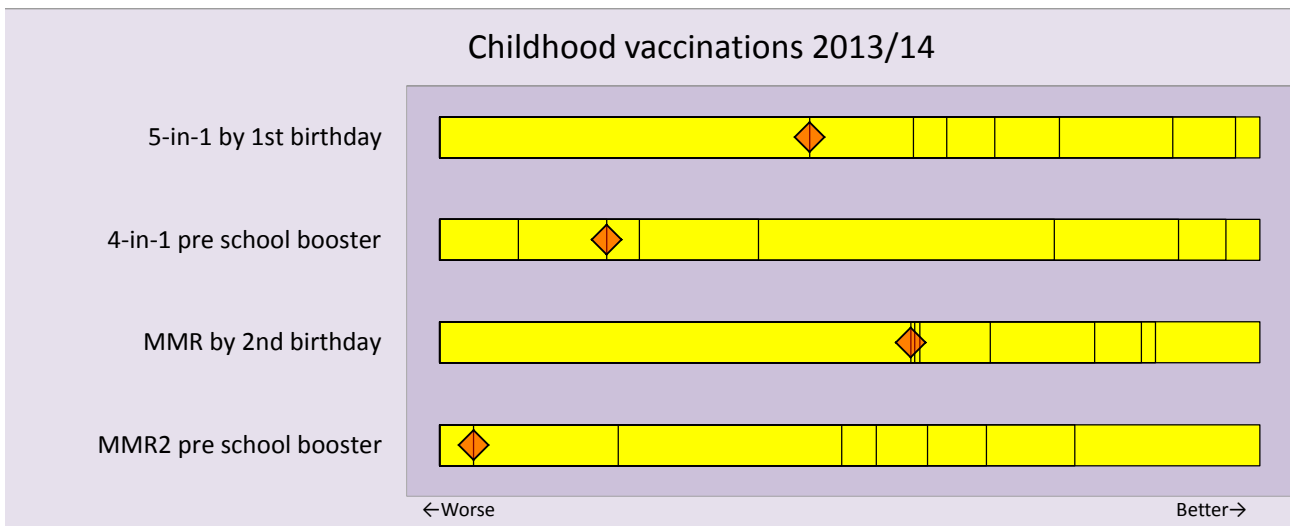 Childhood vaccinations 2013/14
5-in-1 by 1st birthday
4-in-1 pre school booster
MMR by 2nd birthday
MMR2 pre school booster
←Worse
Better→